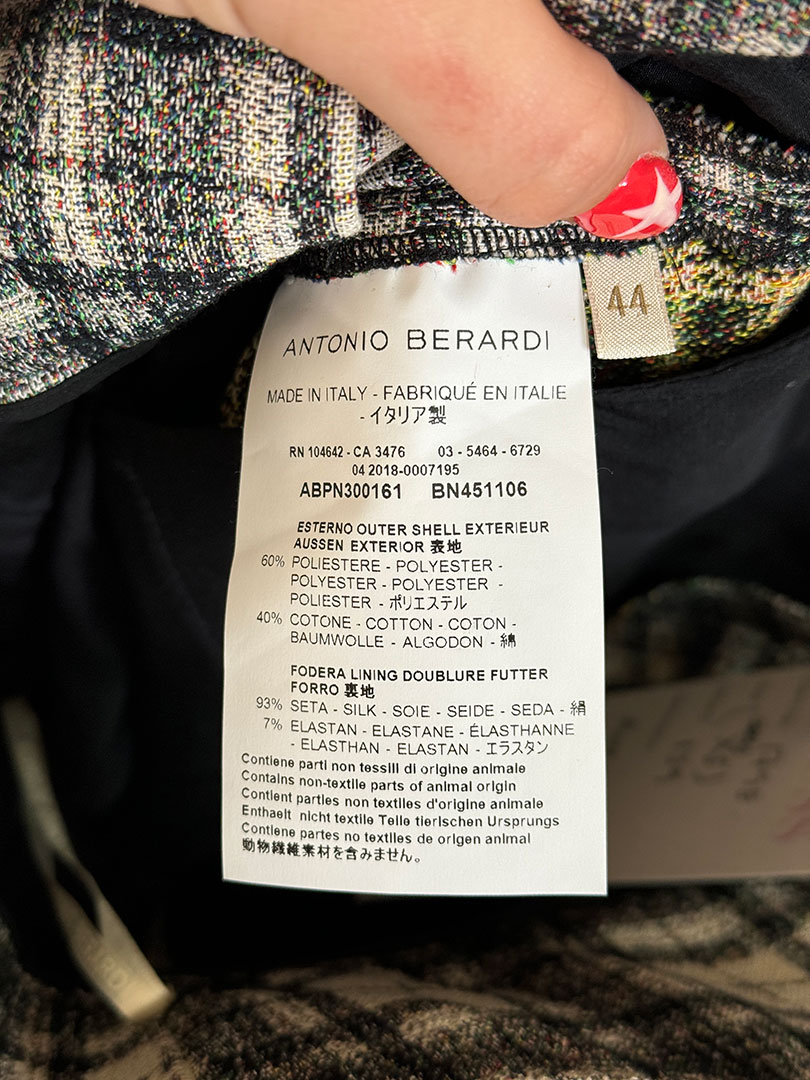 44
ANTONIO BERARDI
MADE IN ITALY - FABRIQUÉ EN ITALIE
- イタリア製
RN 104642 - CA 3476 03 - 5464 - 6729
04 2018-0007195
ABPN300161 BN451106
ESTERNO OUTER SHELL EXTERIEUR
AUSSEN EXTERIOR 表地
60% POLIESTERE - POLYESTER -
POLYESTER - POLYESTER -
POLIESTER - ポリエステル
40% COTONE - COTTON - COTON -
BAUMWOLLE - ALGODON - 綿
FODERA LINING DOUBLURE FUTTER
FORRO 裏地
93% SETA - SILK - SOIE - SEIDE - SEDA - 絹
7% ELASTAN - ELASTANE - ÉLASTHANNE
- ELASTHAN - ELASTAN - エラスタン
Contiene parti non tessili di origine animale
Contains non-textile parts of animal origin
Contient parties non textiles d'origine animale
Enthaelt nicht textile Teile tierischen Ursprungs
Contiene partes no textiles de origen animal
動物繊維素材を含みません。